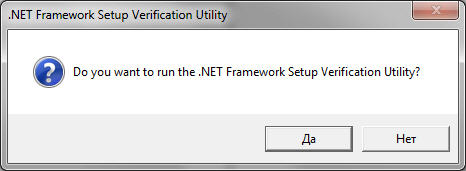 .NET Framework Setup Verification Utility
Do you want to run the .NET Framework Setup Verification Utility?
Да
Нет